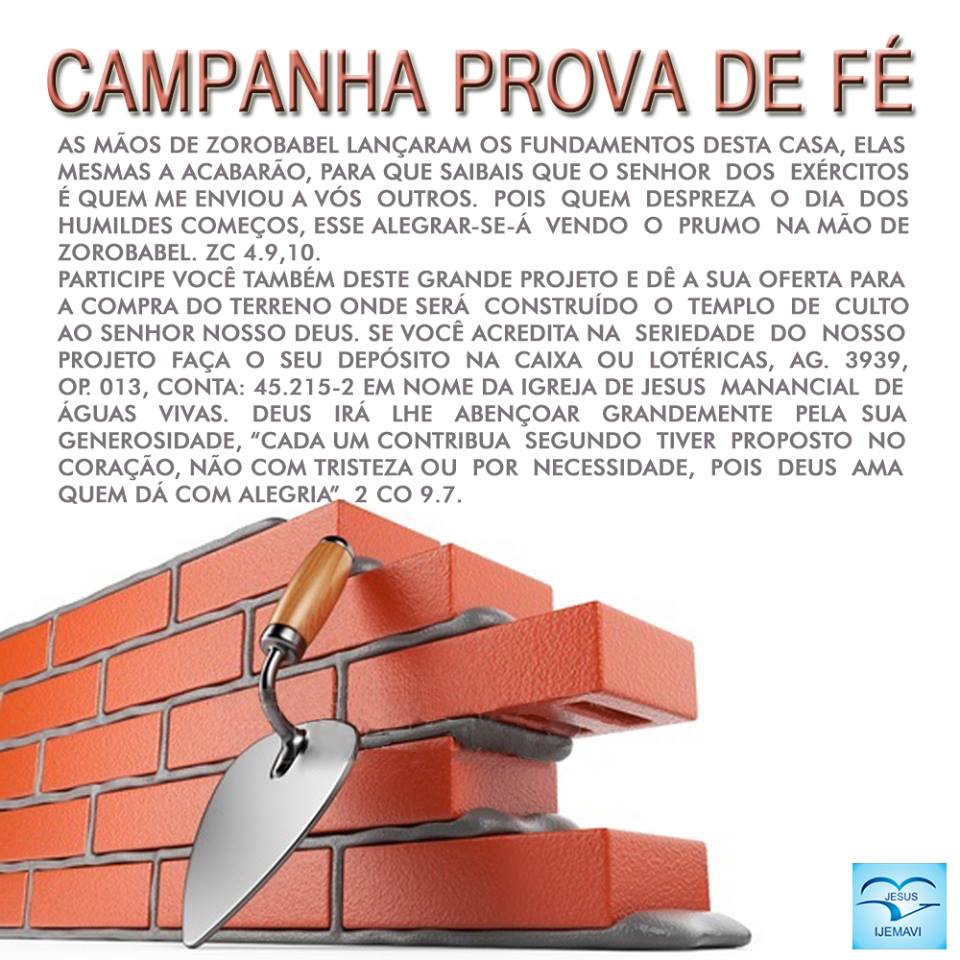 CAMPANHA PROVA DE FÉ
AS MÃOS DE ZOROBABEL LANÇARAM OS FUNDAMENTOS DESTA CASA, ELAS
MESMAS A ACABARÃO, PARA QUE SAIBAIS QUE O SENHOR DOS EXÉRCITOS
É QUEM ME ENVIOU A VÓS OUTROS. POIS QUEM DESPREZA O DIA DOS
HUMILDES COMEÇOS, ESSE ALEGRAR-SE-Á VENDO O PRUMO NA MÃO DE
ZOROBABEL. ZC 4.9,10.
PARTICIPE VOCÊ TAMBÉM DESTE GRANDE PROJETO E DÊ A SUA OFERTA PARA
A COMPRA DO TERRENO ONDE SERÁ CONSTRUÍDO O TEMPLO DE CULTO
AO SENHOR NOSSO DEUS. SE VOCÊ ACREDITA NA SERIEDADE DO NOSSO
PROJETO FAÇA O SEU DEPÓSITO NA CAIXA OU LOTÉRICAS, AG. 3939,
OP. 013, CONTA: 45.215-2 EM NOME DA IGREJA DE JESUS MANANCIAL DE
ÁGUAS VIVAS. DEUS IRÁ LHE ABENÇOAR GRANDEMENTE PELA SUA
GENEROSIDADE, “CADA UM CONTRIBUA SEGUNDO TIVER PROPOSTO NO
CORAÇÃO, NÃO COM TRISTEZA OU POR NECESSIDADE, POIS DEUS AMA
QUEM DÁ COM ALEGRIA” 2 CO 9.7.
JESUS
IJEMAVI